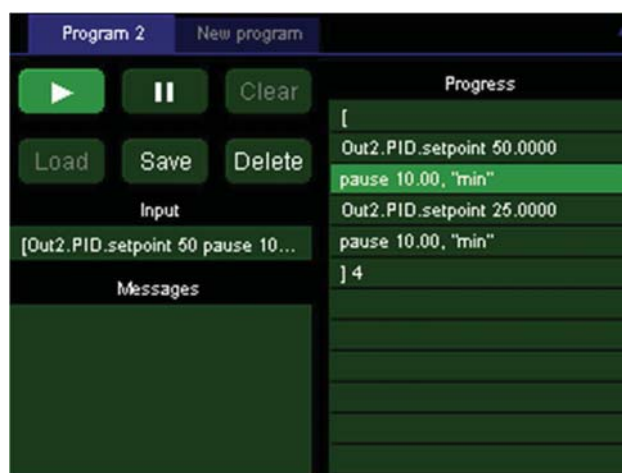 Program 2
New program
Clear
Load
Save
Delete
Input
[Out2.PID.setpoint 50 pause 10...
Messages
Progress
[
Out2.PID.setpoint 50.0000
pause 10.00, "min"
Out2.PID.setpoint 25.0000
pause 10.00, "min"
] 4